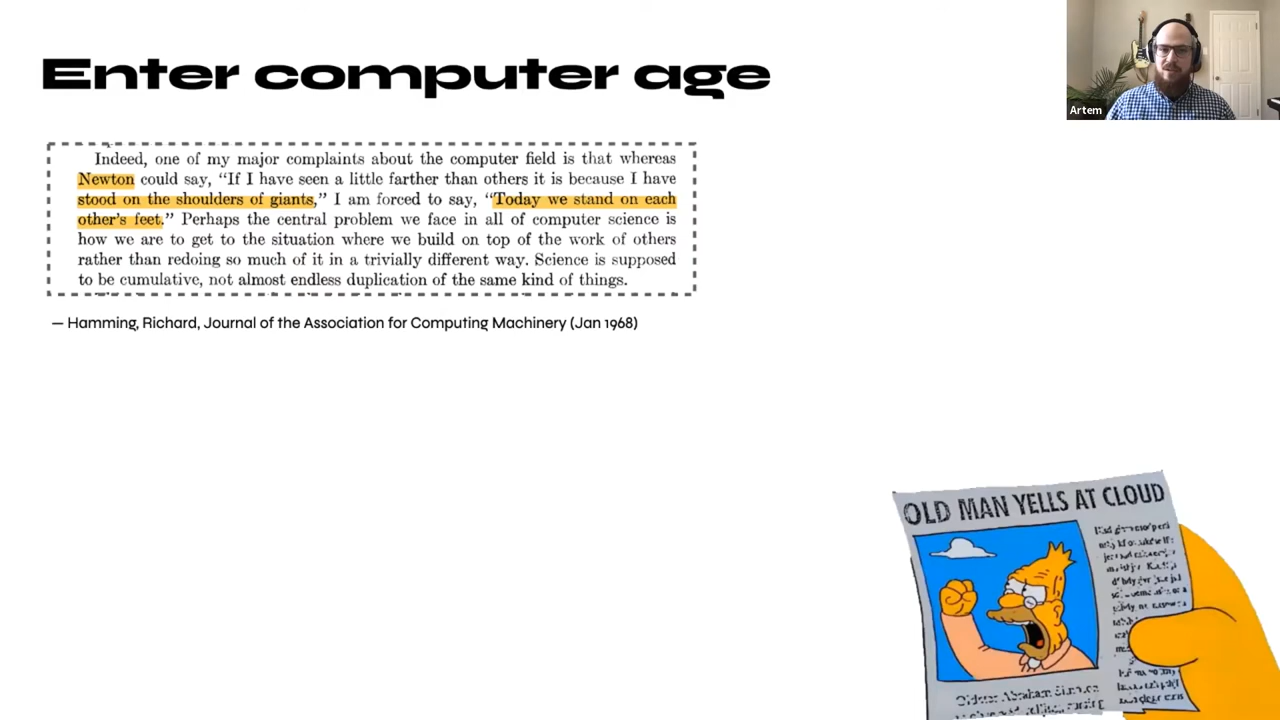 Enter computer age
Artem
Indeed, one of my major complaints about the computer field is that whereas
Newton could say, “If I have seen a little farther than others it is because I have
stood on the shoulders of giants,” I am forced to say, “Today we stand on each
other’s feet.” Perhaps the central problem we face in all of computer science is
how we are to get to the situation where we build on top of the work of others
rather than redoing so much of it in a trivially different way. Science is supposed
to be cumulative, not almost endless duplication of the same kind of things.
— Hamming, Richard, Journal of the Association for Computing Machinery (Jan 1968)
OLD MAN YELLS AT CLOUD